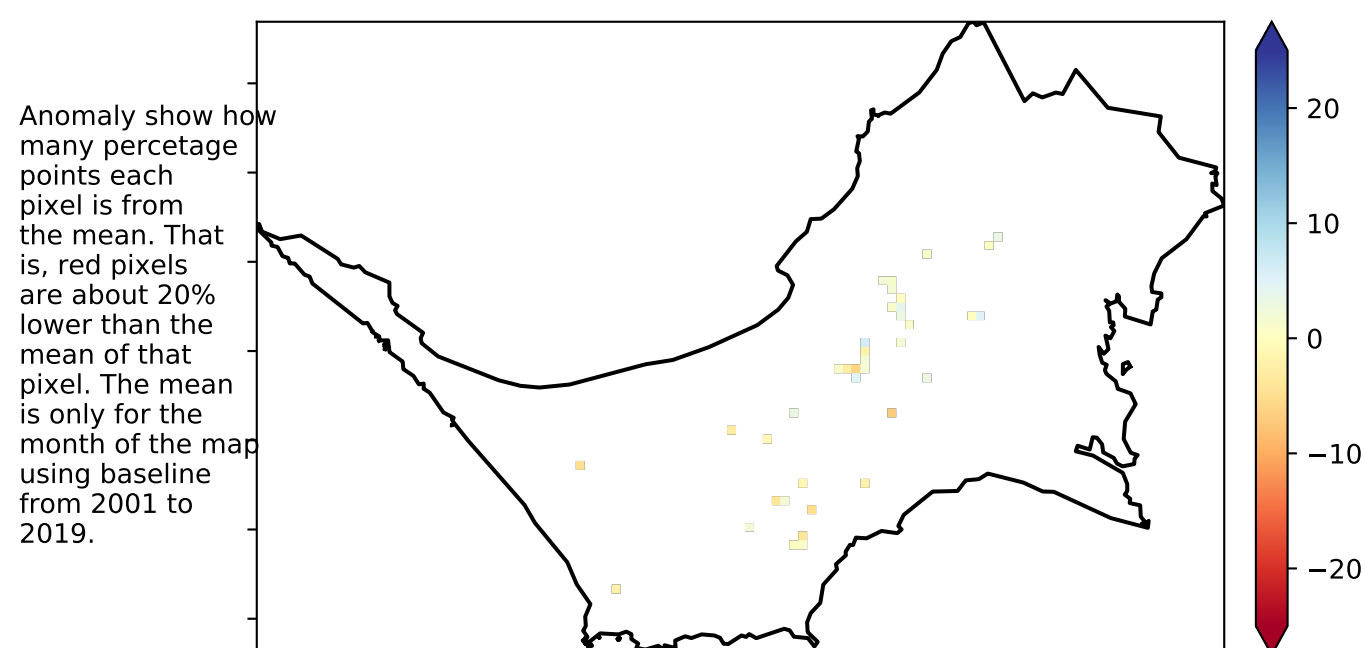 Anomaly show how
many percetage
points each
pixel is from
the mean. That
is, red pixels
are about 20%
lower than the
mean of that
pixel. The mean
is only for the
month of the map
using baseline
from 2001 to
2019.
20
10
0
−10
−20